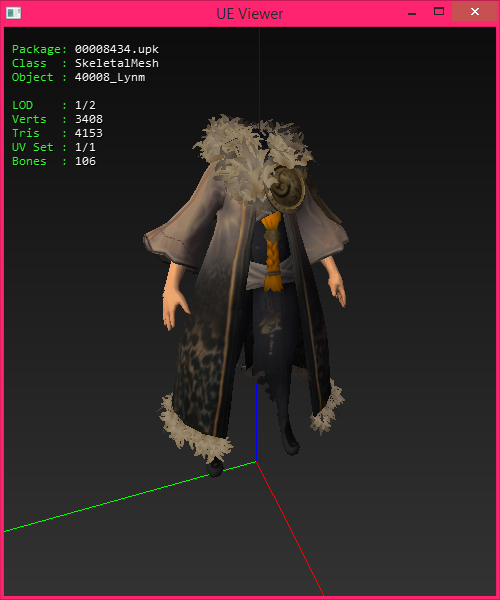 UE Viewer
Package: 00008434.upk
Class : SkeletalMesh
Object : 40008_Lynm
LOD : 1/2
Verts : 3408
Tris : 4153
UV Set : 1/1
Bones : 106